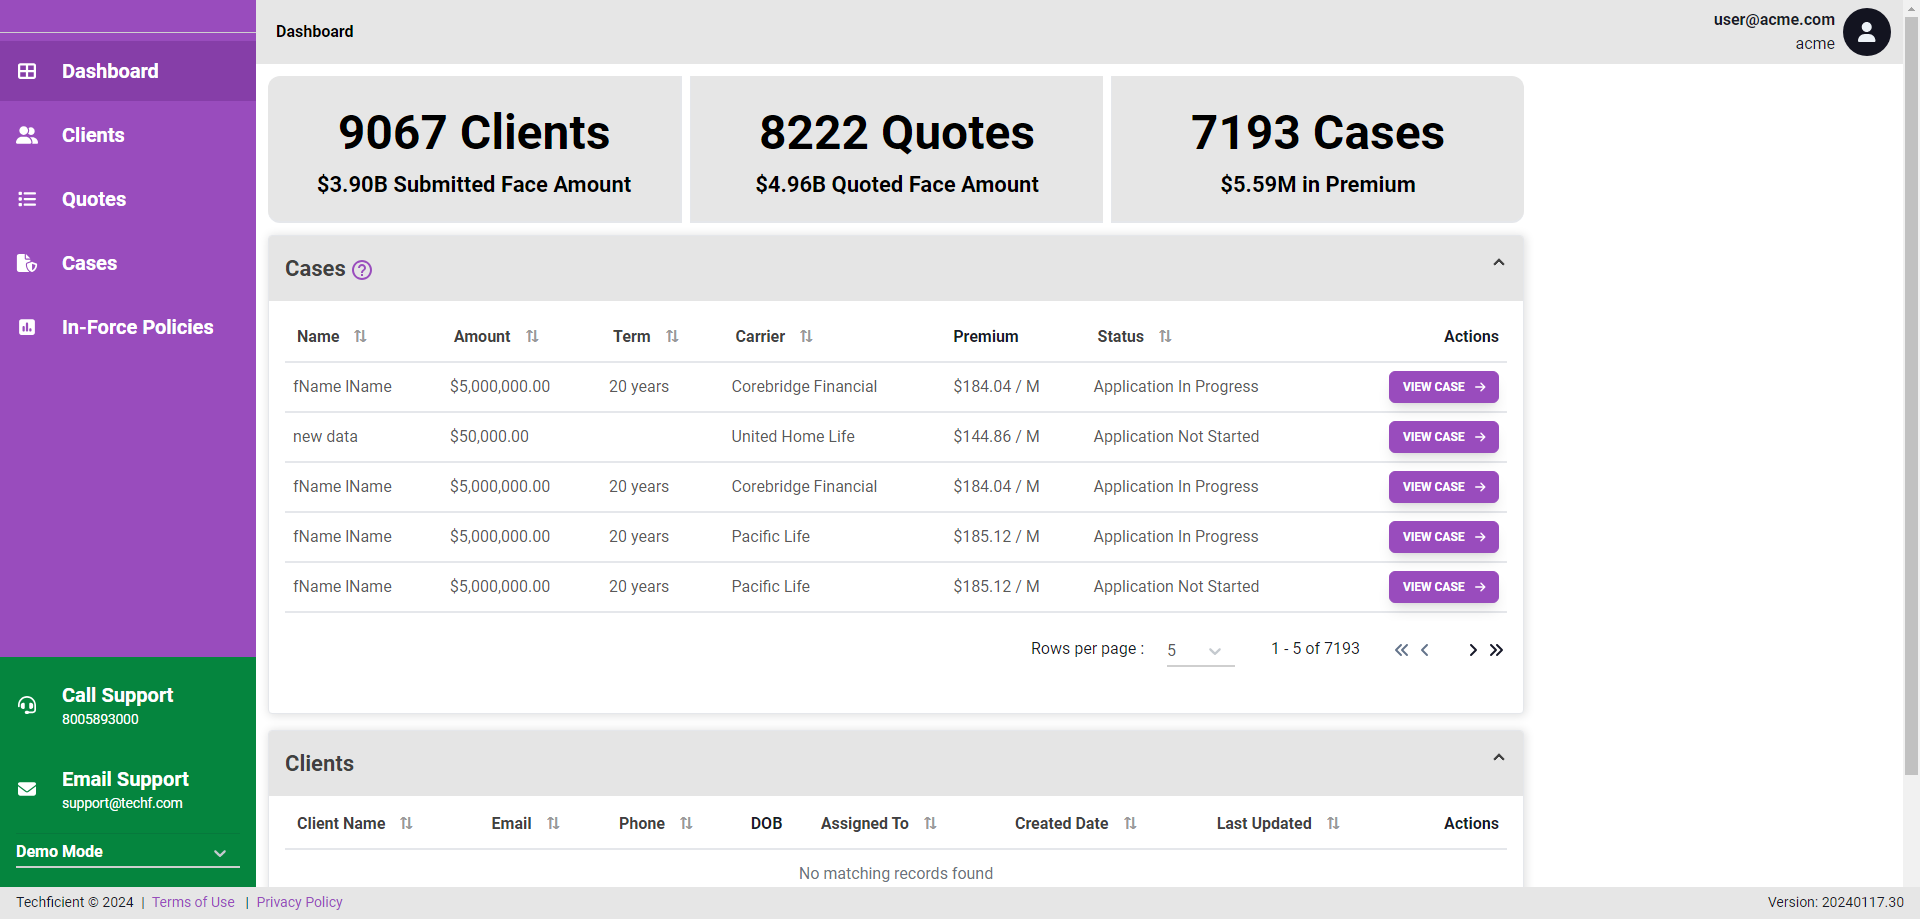 Dashboard
Clients
Quotes
Cases
In-Force Policies
Call Support
8005893000
Email Support
support@techf.com
Demo Mode
Dashboard
user@acme.com
acme
9067 Clients
$3.90B Submitted Face Amount
8222 Quotes
$4.96B Quoted Face Amount
7193 Cases
$5.59M in Premium
Cases ?
Name Amount Term Carrier Premium Status Actions
fName lName $5,000,000.00 20 years Corebridge Financial $184.04 / M Application In Progress VIEW CASE
new data $50,000.00 United Home Life $144.86 / M Application Not Started VIEW CASE
fName lName $5,000,000.00 20 years Corebridge Financial $184.04 / M Application In Progress VIEW CASE
fName lName $5,000,000.00 20 years Pacific Life $185.12 / M Application In Progress VIEW CASE
fName lName $5,000,000.00 20 years Pacific Life $185.12 / M Application Not Started VIEW CASE
Rows per page : 5 1 - 5 of 7193
Clients
Client Name Email Phone DOB Assigned To Created Date Last Updated Actions
No matching records found
Techficient © 2024 | Terms of Use | Privacy Policy
Version: 20240117.30